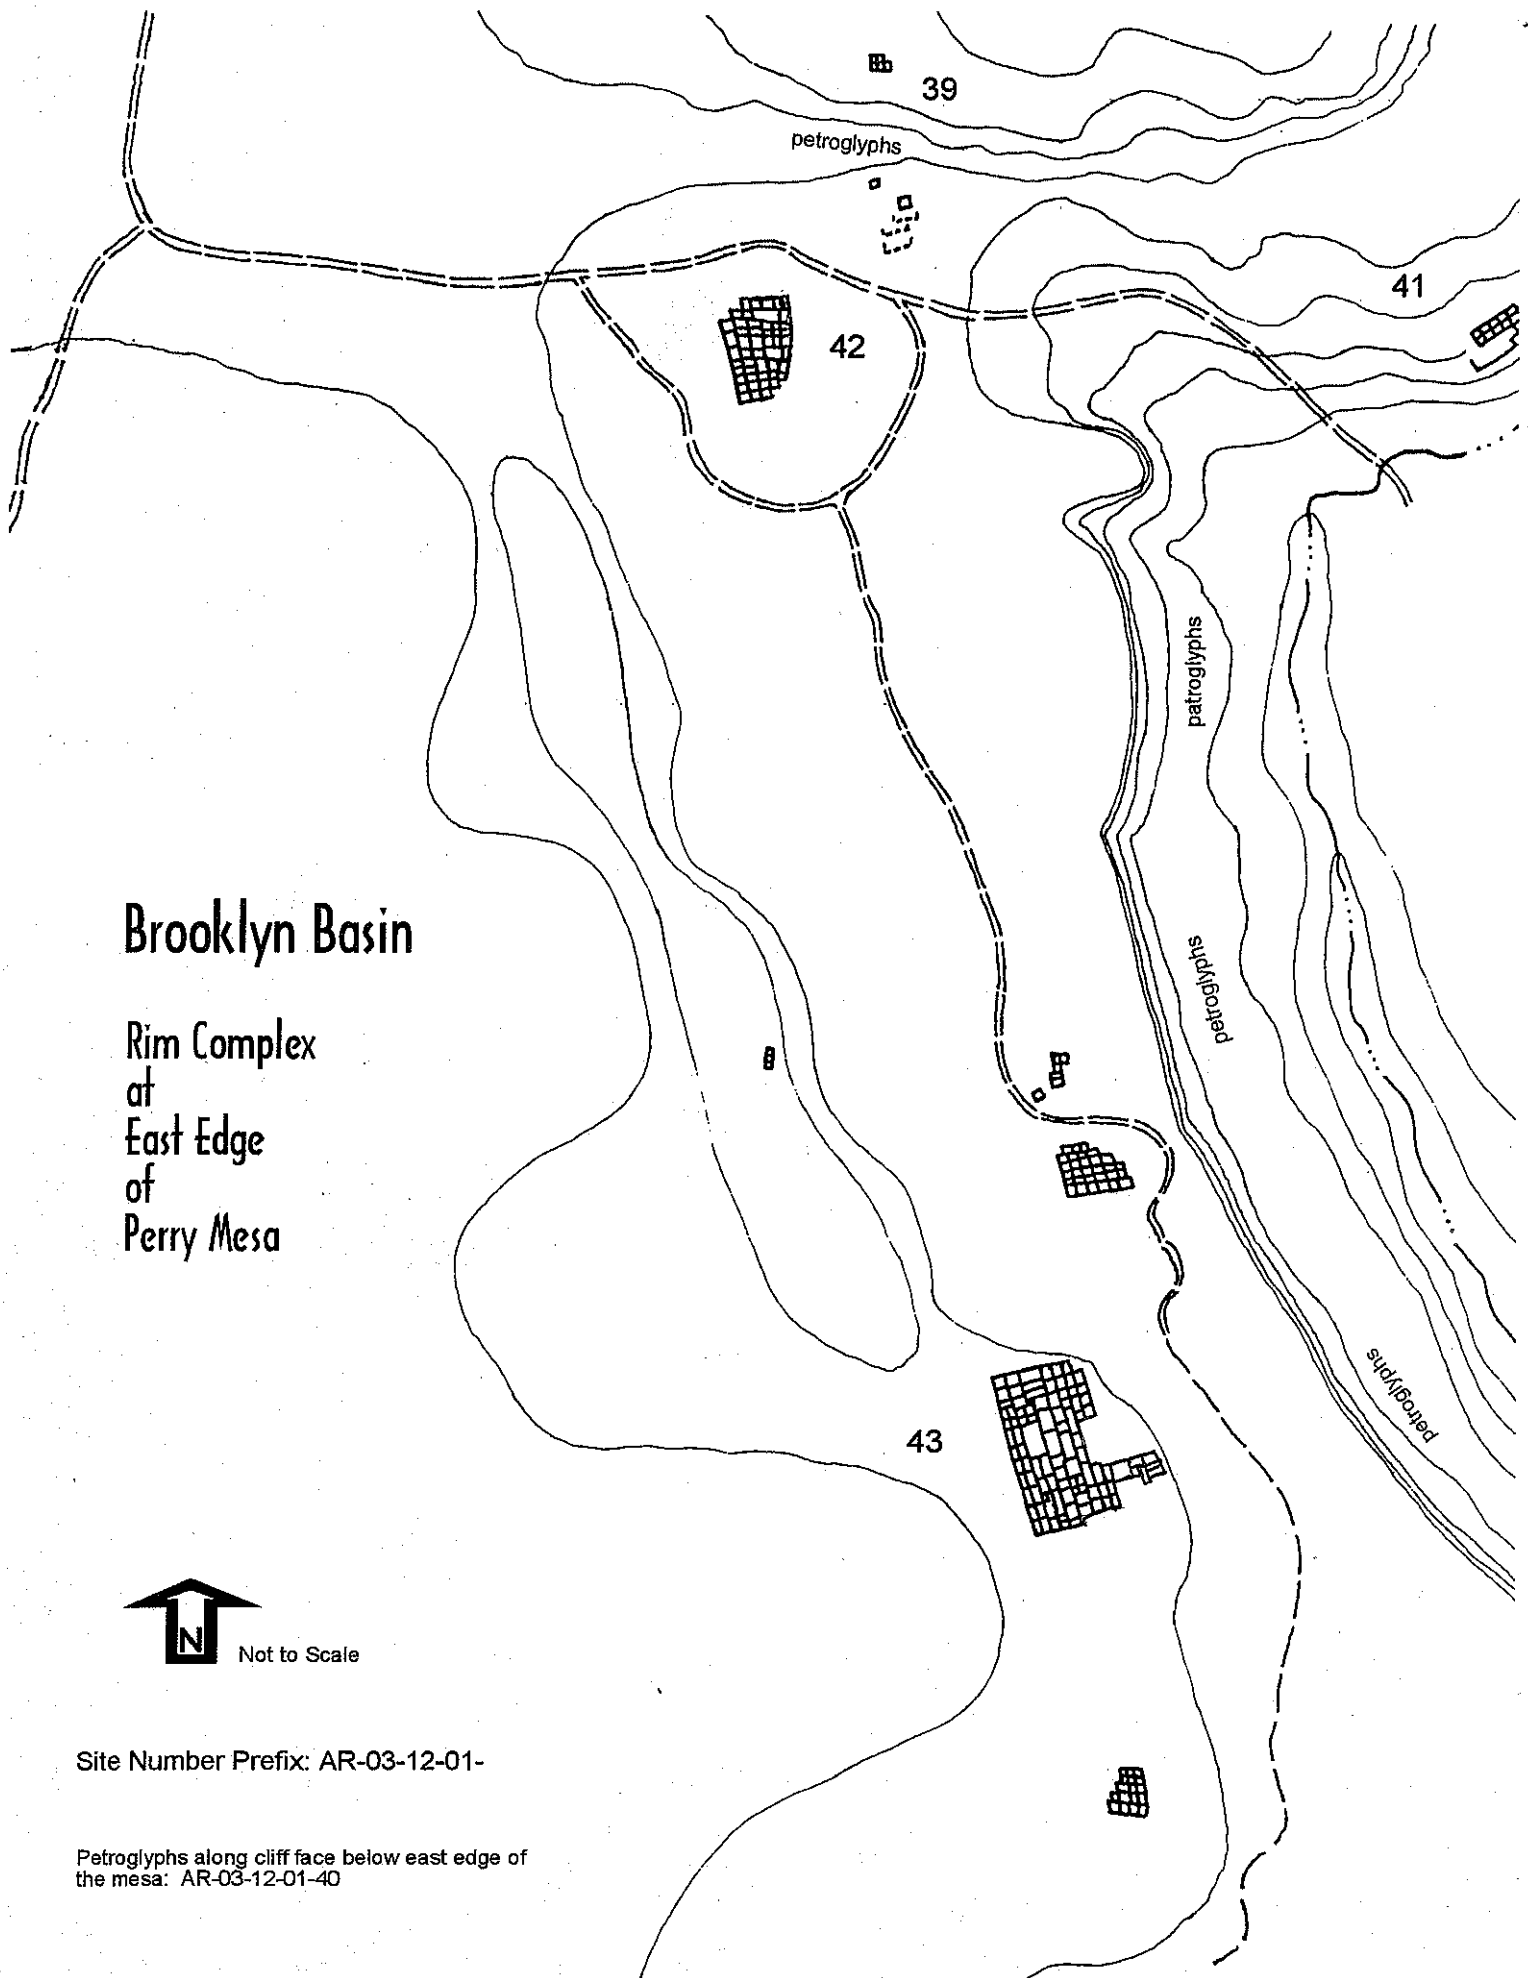 39
petroglyphs
41
42
patroglyphs
Brooklyn Basin
petroglyphs
Rim Complex
at
East Edge
of
Perry Mesa
petroglyphs
43
N
Not to Scale
Site Number Prefix: AR-03-12-01-
Petroglyphs along cliff face below east edge of
the mesa: AR-03-12-01-40